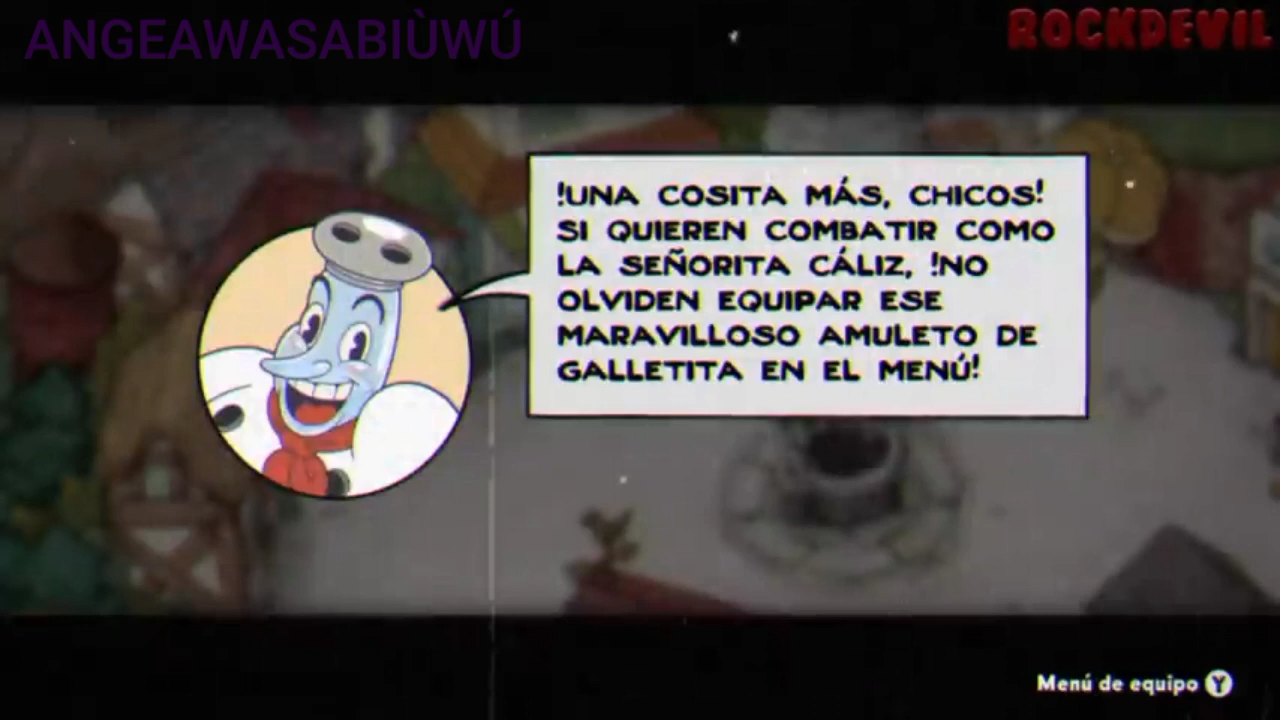 ANGEAWASABIÙWÚ
ROCKDEVIL
!UNA COSITA MÁS, CHICOS!
SI QUIEREN COMBATIR COMO
LA SEÑORITA CÁLIZ, !NO
OLVIDEN EQUIPAR ESE
MARAVILLOSO AMULETO DE
GALLETITA EN EL MENÚ!
Menú de equipo Y